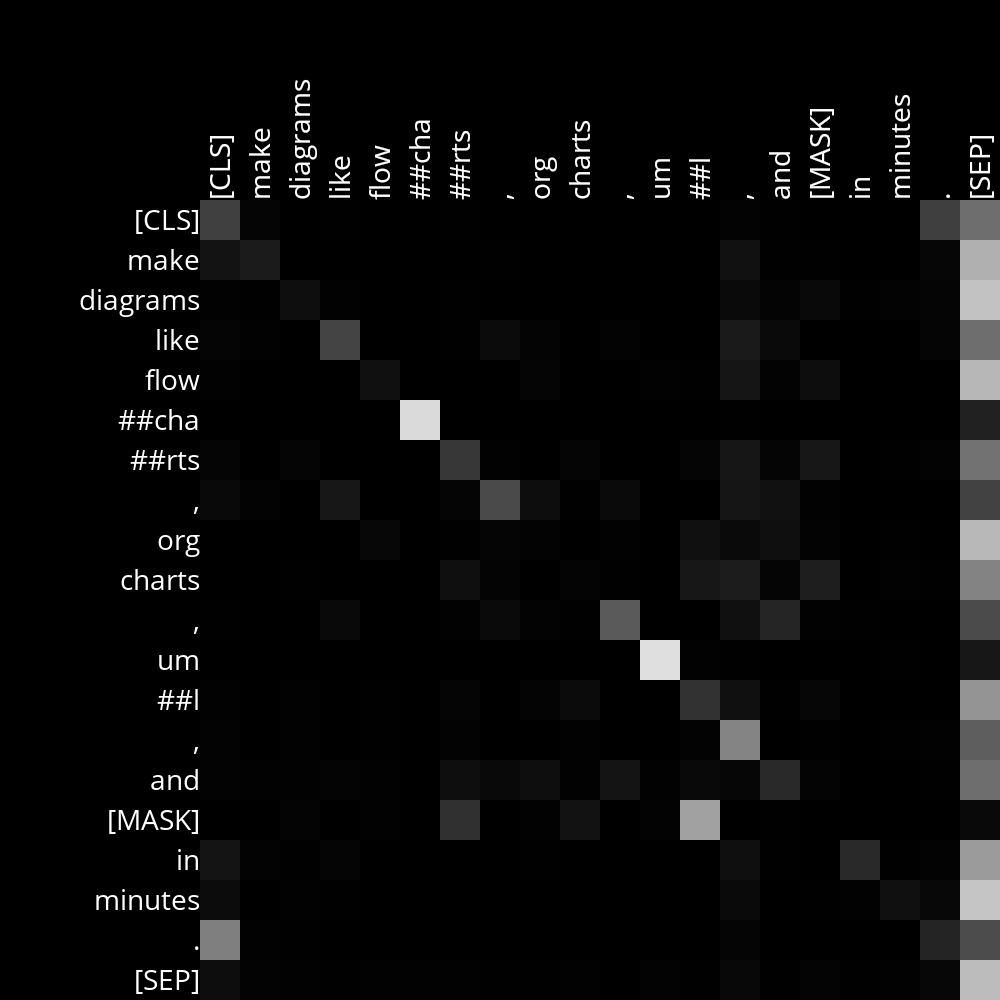 [CLS] make diagrams like flow ##cha ##rts , org charts , um ##l , and [MASK] in minutes . [SEP]
[CLS]
make
diagrams
like
flow
##cha
##rts
,
org
charts
,
um
##l
,
and
[MASK]
in
minutes
.
[SEP]